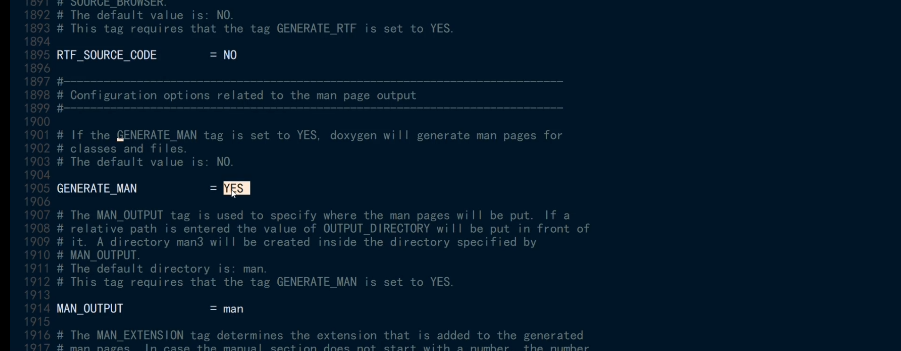 1891 # SOURCE_BROWSER.
1892 # The default value is: NO.
1893 # This tag requires that the tag GENERATE_RTF is set to YES.
1894
1895 RTF_SOURCE_CODE = NO
1896
1897 #---------------------------------------------------------------------------
1898 # Configuration options related to the man page output
1899 #---------------------------------------------------------------------------
1900
1901 # If the GENERATE_MAN tag is set to YES, doxygen will generate man pages for
1902 # classes and files.
1903 # The default value is: NO.
1904
1905 GENERATE_MAN = YES
1906
1907 # The MAN_OUTPUT tag is used to specify where the man pages will be put. If a
1908 # relative path is entered the value of OUTPUT_DIRECTORY will be put in front of
1909 # it. A directory man3 will be created inside the directory specified by
1910 # MAN_OUTPUT.
1911 # The default directory is: man.
1912 # This tag requires that the tag GENERATE_MAN is set to YES.
1913
1914 MAN_OUTPUT = man
1915
1916 # The MAN_EXTENSION tag determines the extension that is added to the generated
1917 # man pages. In case the manual section does not start with a number, the number